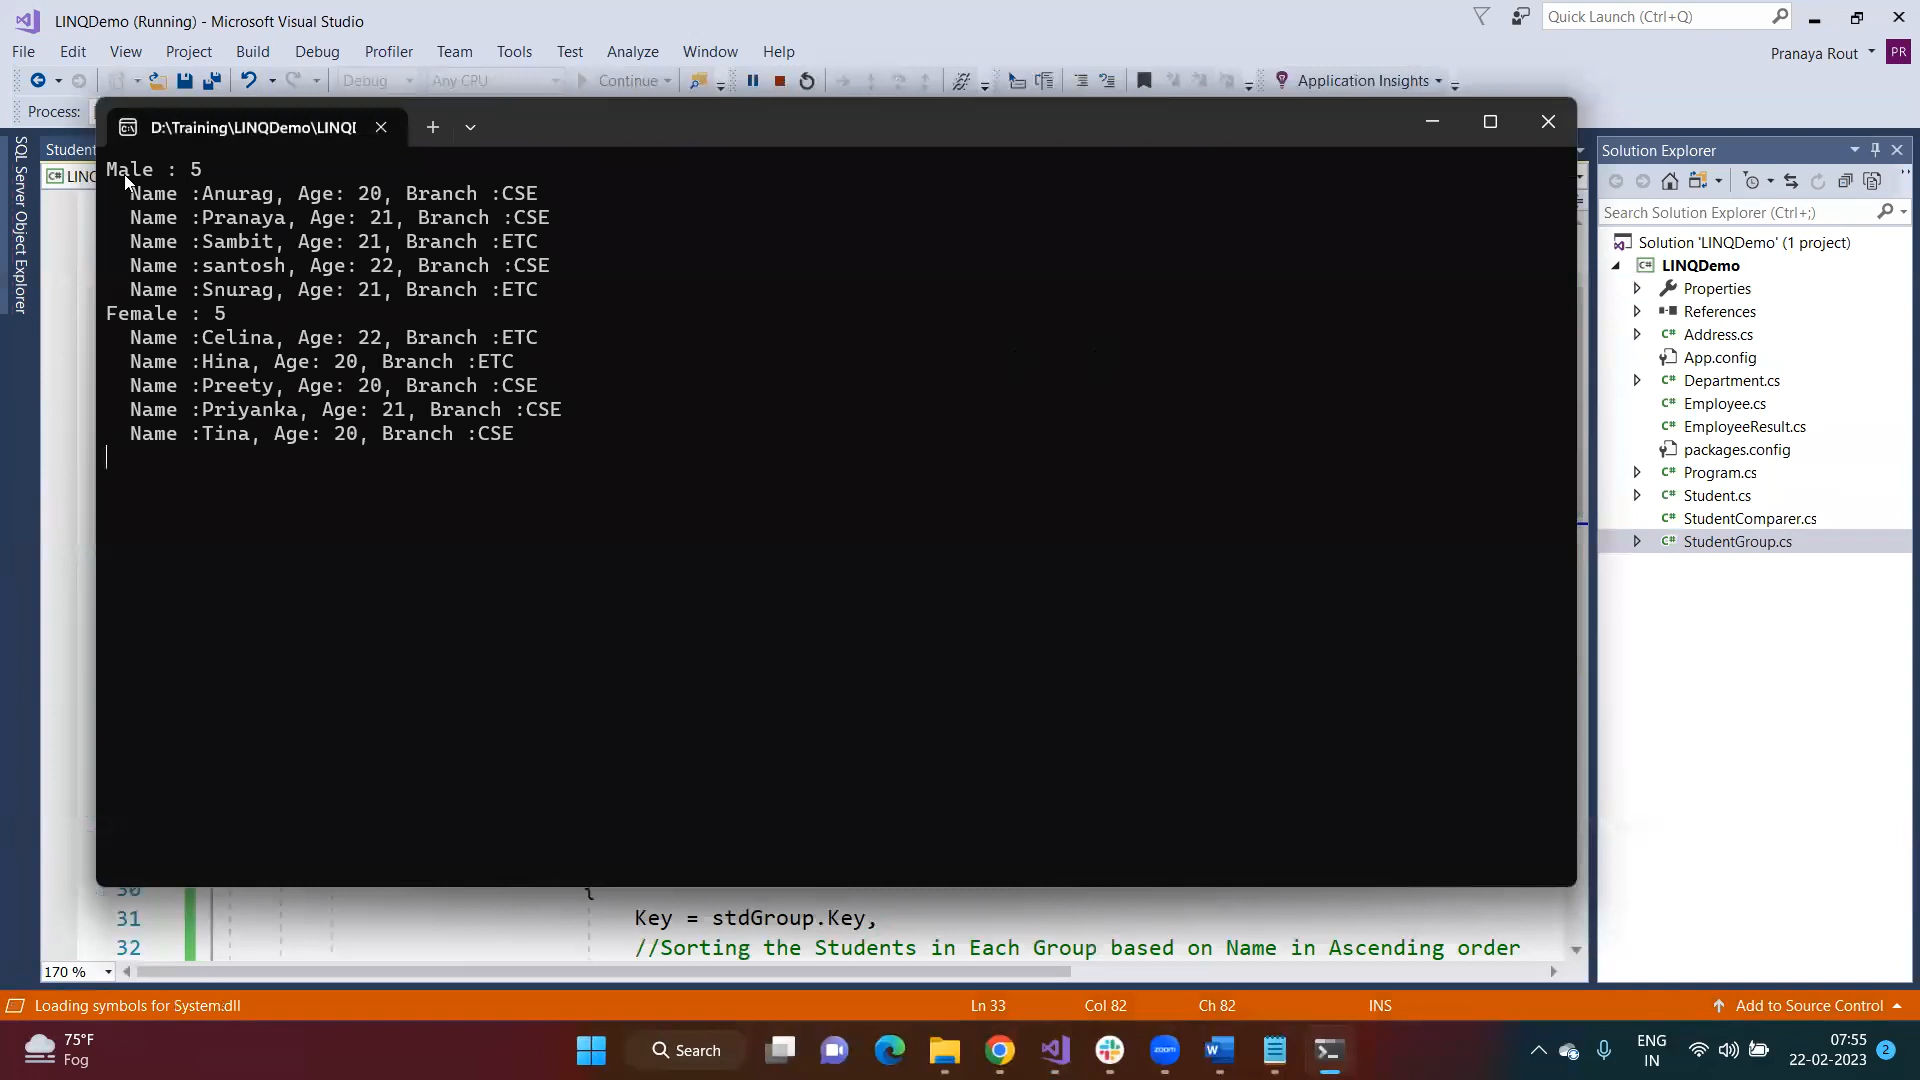 LINQDemo (Running) - Microsoft Visual Studio
Quick Launch (Ctrl+Q)
File Edit View Project Build Debug Profiler Team Tools Test Analyze Window Help
Pranaya Rout PR
Debug Any CPU Continue Application Insights
Process:
D:\Training\LINQDemo\LINQI
SQL Server Object Explorer
Student
C# LINQ
Male : 5
Name :Anurag, Age: 20, Branch :CSE
Name :Pranaya, Age: 21, Branch :CSE
Name :Sambit, Age: 21, Branch :ETC
Name :santosh, Age: 22, Branch :CSE
Name :Snurag, Age: 21, Branch :ETC
Female : 5
Name :Celina, Age: 22, Branch :ETC
Name :Hina, Age: 20, Branch :ETC
Name :Preety, Age: 20, Branch :CSE
Name :Priyanka, Age: 21, Branch :CSE
Name :Tina, Age: 20, Branch :CSE
Solution Explorer
Search Solution Explorer (Ctrl+;)
Solution 'LINQDemo' (1 project)
C# LINQDemo
Properties
References
C# Address.cs
App.config
C# Department.cs
C# Employee.cs
C# EmployeeResult.cs
packages.config
C# Program.cs
C# Student.cs
C# StudentComparer.cs
C# StudentGroup.cs
30 {
31 Key = stdGroup.Key,
32 //Sorting the Students in Each Group based on Name in Ascending order
170 %
Loading symbols for System.dll Ln 33 Col 82 Ch 82 INS Add to Source Control
75°F
Fog
Search
zoom
ENG
IN
07:55
22-02-2023
2